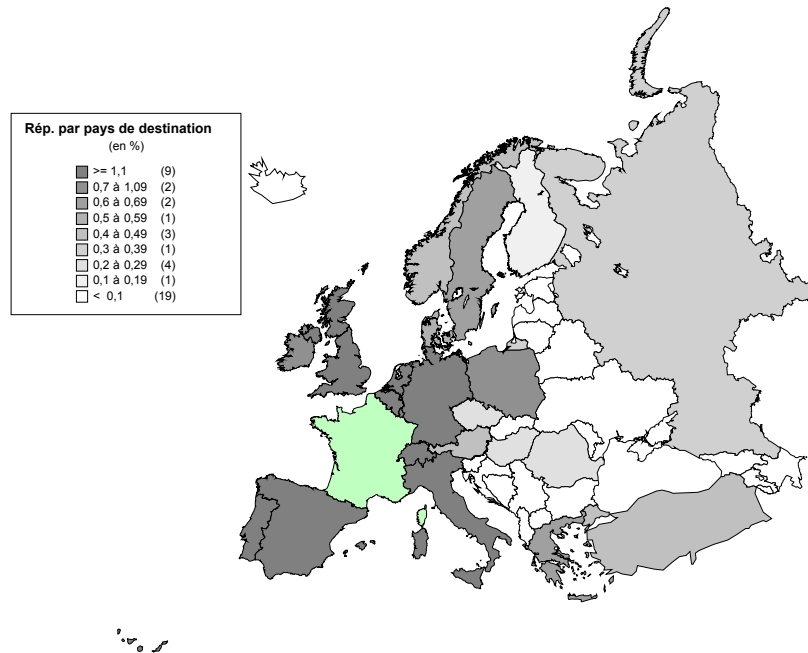 Rép. par pays de destination
(en %)
>= 1,1 (9)
0,7 à 1,09 (2)
0,6 à 0,69 (2)
0,5 à 0,59 (1)
0,4 à 0,49 (3)
0,3 à 0,39 (1)
0,2 à 0,29 (4)
0,1 à 0,19 (1)
< 0,1 (19)